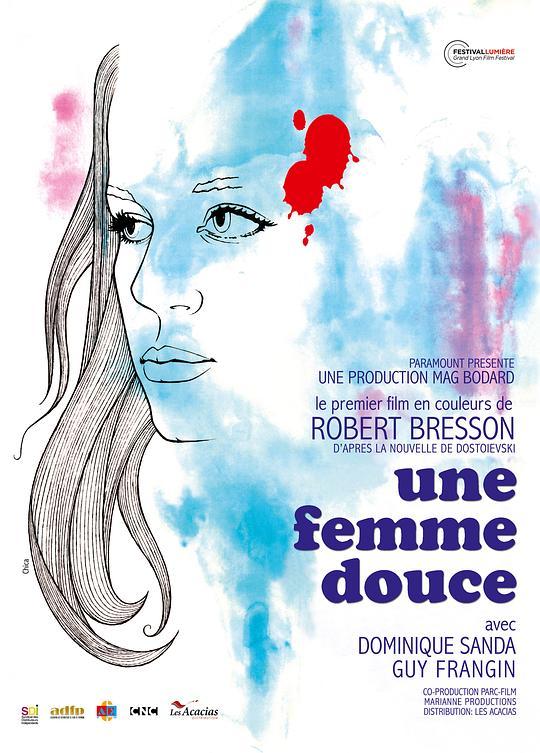 FESTIVALLUMIÈRE
Grand Lyon Film Festival
PARAMOUNT PRESENTE
UNE PRODUCTION MAG BODARD
le premier film en couleurs de
ROBERT BRESSON
D'APRES LA NOUVELLE DE DOSTOIEVSKI
une
femme
douce
avec
DOMINIQUE SANDA
GUY FRANGIN
CO-PRODUCTION PARC-FILM
MARIANNE PRODUCTIONS
DISTRIBUTION: LES ACACIAS
Chica
SDI
adfp
CNC
Les Acacias
DISTRIBUTION